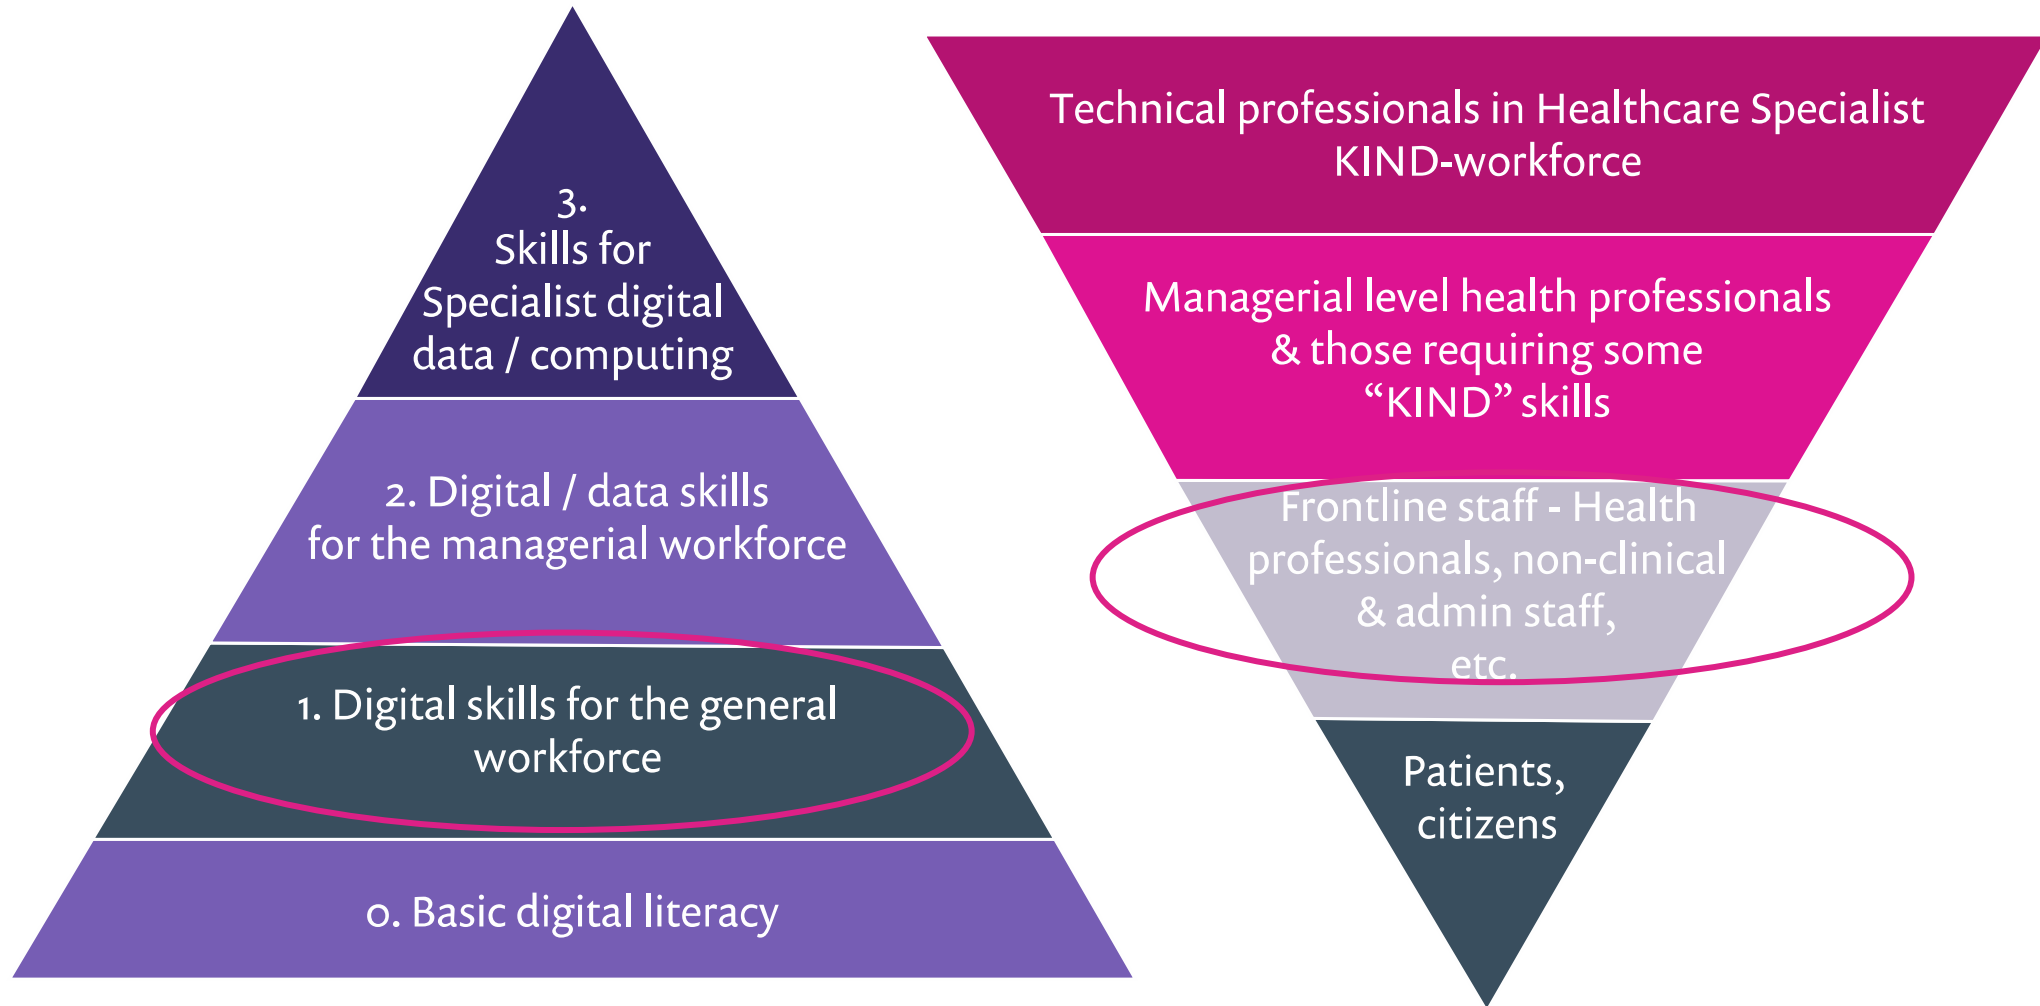 3.
Skills for
Specialist digital
data / computing
2. Digital / data skills
for the managerial workforce
1. Digital skills for the general
workforce
0. Basic digital literacy
Technical professionals in Healthcare Specialist
KIND-workforce
Managerial level health professionals
& those requiring some
“KIND” skills
Frontline staff - Health
professionals, non-clinical
& admin staff,
etc.
Patients,
citizens